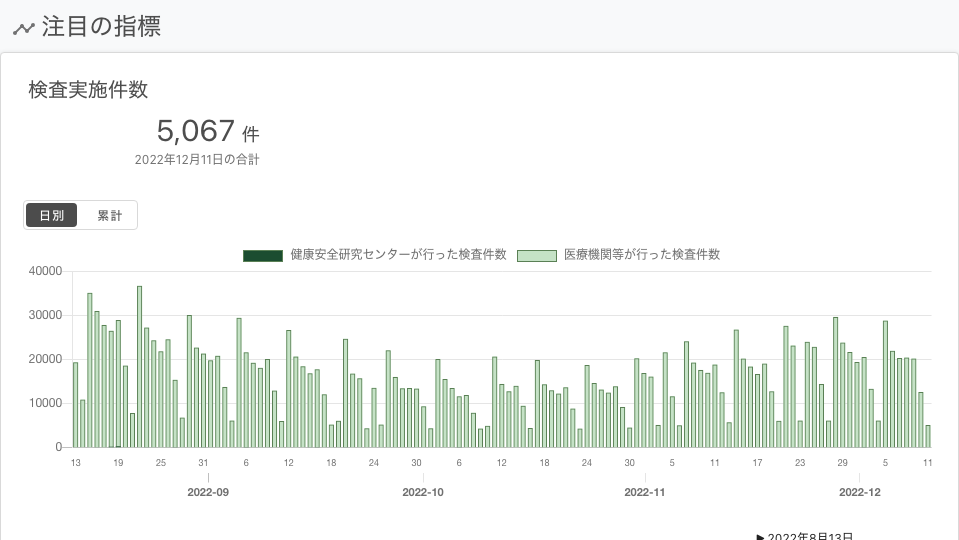 注目の指標
検査実施件数
5,067 件
2022年12月11日の合計
日別 累計
健康安全研究センターが行った検査件数 医療機関等が行った検査件数
40000
30000
20000
10000
0
13 19 25 31 6 12 18 24 30 6 12 18 24 30 5 11 17 23 29 5 11
2022-09 2022-10 2022-11 2022-12
▶ 2022年8月13日